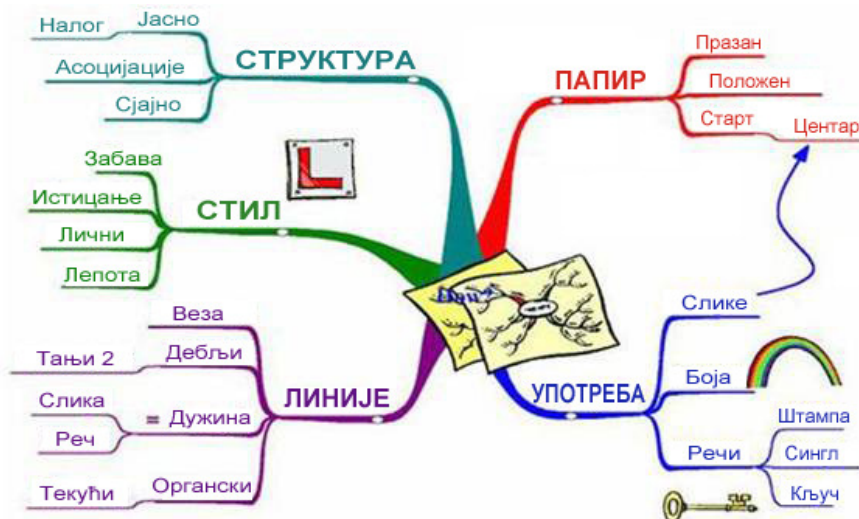 СТРУКТУРА
Јасно
Налог
Асоцијације
Сјајно
СТИЛ
Забава
Истицање
Лични
Лепота
ЛИНИЈЕ
Веза
Дебљи
Тањи 2
= Дужина
Слика
Реч
Органски
Текући
ПАПИР
Празан
Положен
Старт
Центар
L
УПОТРЕБА
Слике
Боја
Речи
Штампа
Сингл
Кључ